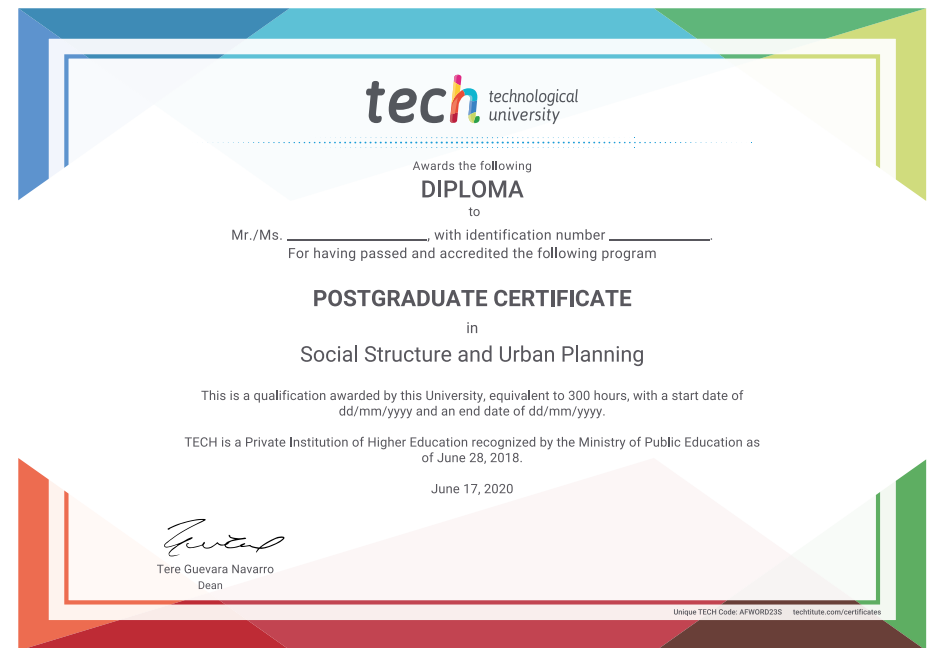 tech technological
university
Awards the following
DIPLOMA
to
Mr./Ms. ____________________, with identification number ______________.
For having passed and accredited the following program
POSTGRADUATE CERTIFICATE
in
Social Structure and Urban Planning
This is a qualification awarded by this University, equivalent to 300 hours, with a start date of
dd/mm/yyyy and an end date of dd/mm/yyyy.
TECH is a Private Institution of Higher Education recognized by the Ministry of Public Education as
of June 28, 2018.
June 17, 2020
Tere Guevara Navarro
Dean
Unique TECH Code: AFWORD23S techtitute.com/certificates